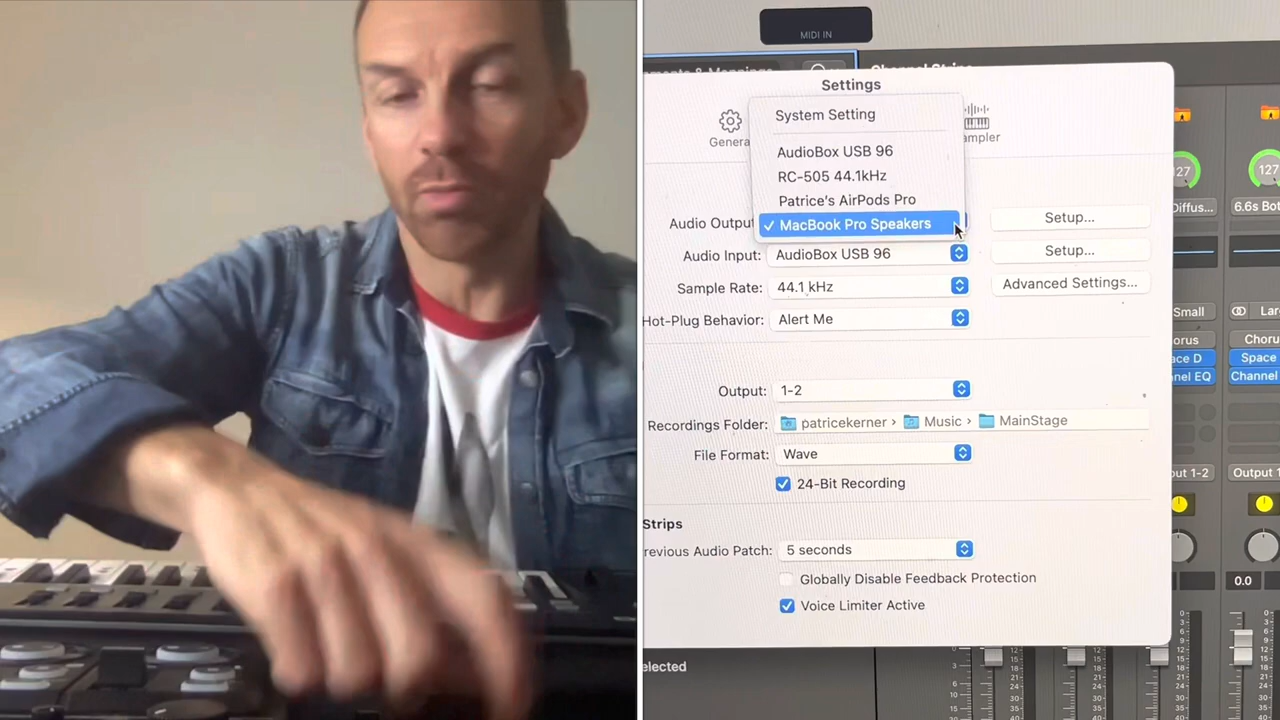 MIDI IN
Settings
System Setting
AudioBox USB 96
RC-505 44.1kHz
Patrice's AirPods Pro
✓ MacBook Pro Speakers
Genera
ampler
Audio Output
Setup...
Audio Input: AudioBox USB 96
Setup...
Sample Rate: 44.1 kHz
Advanced Settings...
Hot-Plug Behavior: Alert Me
Output: 1-2
Recordings Folder: patricekerner › Music › MainStage
File Format: Wave
24-Bit Recording
Strips
revious Audio Patch: 5 seconds
Globally Disable Feedback Protection
Voice Limiter Active
elected
127
Diffus...
6.6s Bot
Small
Lar
orus
Choru
ace D
Space
nel EQ
Channel
put 1-2
Output 1
0.0